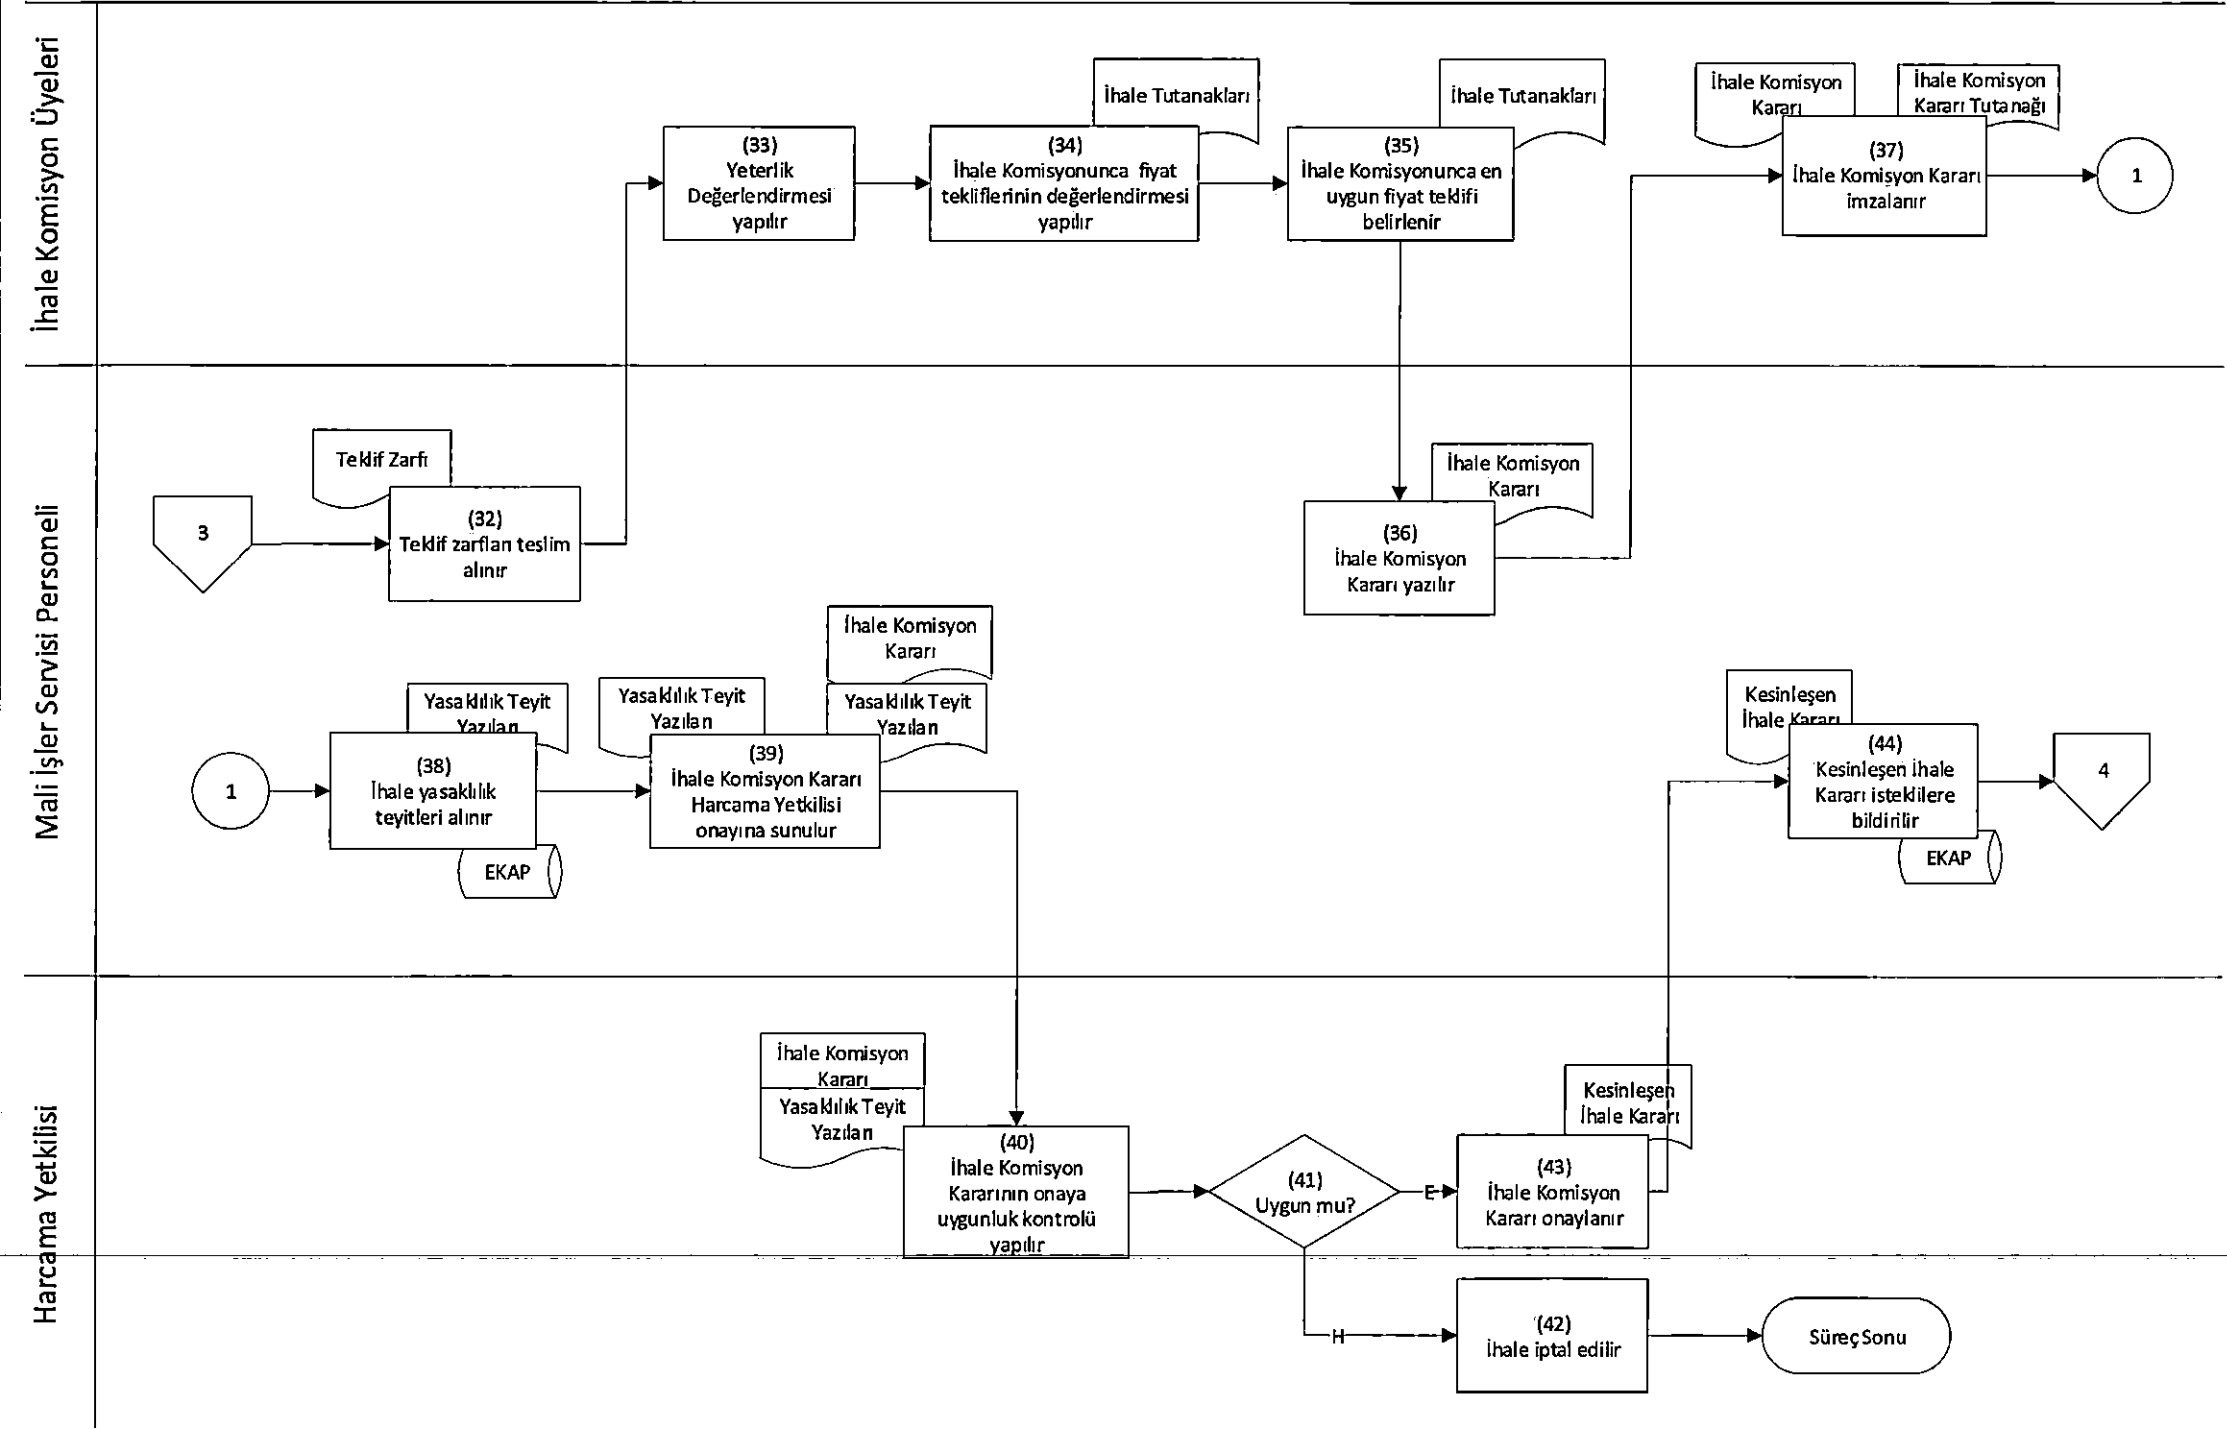 İhale Komisyon Üyeleri
İhale Tutanakları
İhale Tutanakları
İhale Komisyon
Kararı
İhale Komisyon
Kararı Tutanağı
(33)
Yeterlik
Değerlendirmesi
yapılır
(34)
İhale Komisyonunca fiyat
tekliflerinin değerlendirmesi
yapılır
(35)
İhale Komisyonunca en
uygun fiyat teklifi
belirlenir
(37)
İhale Komisyon Kararı
imzalanır
1
Mali İşler Servisi Personeli
Teklif Zarfı
3
(32)
Teklif zarfları teslim
alınır
İhale Komisyon
Kararı
(36)
İhale Komisyon
Kararı yazılır
1
Yasaklılık Teyit
Yazıları
(38)
İhale yasaklılık
teyitleri alınır
EKAP
Yasaklılık Teyit
Yazıları
İhale Komisyon
Kararı
Yasaklılık Teyit
Yazıları
(39)
İhale Komisyon Kararı
Harcama Yetkilisi
onayına sunulur
Kesinleşen
İhale Kararı
(44)
Kesinleşen İhale
Kararı isteklilere
bildirilir
EKAP
4
Harcama Yetkilisi
İhale Komisyon
Kararı
Yasaklılık Teyit
Yazıları
(40)
İhale Komisyon
Kararının onaya
uygunluk kontrolü
yapılır
(41)
Uygun mu?
E
Kesinleşen
İhale Kararı
(43)
İhale Komisyon
Kararı onaylanır
H
(42)
İhale iptal edilir
Süreç Sonu